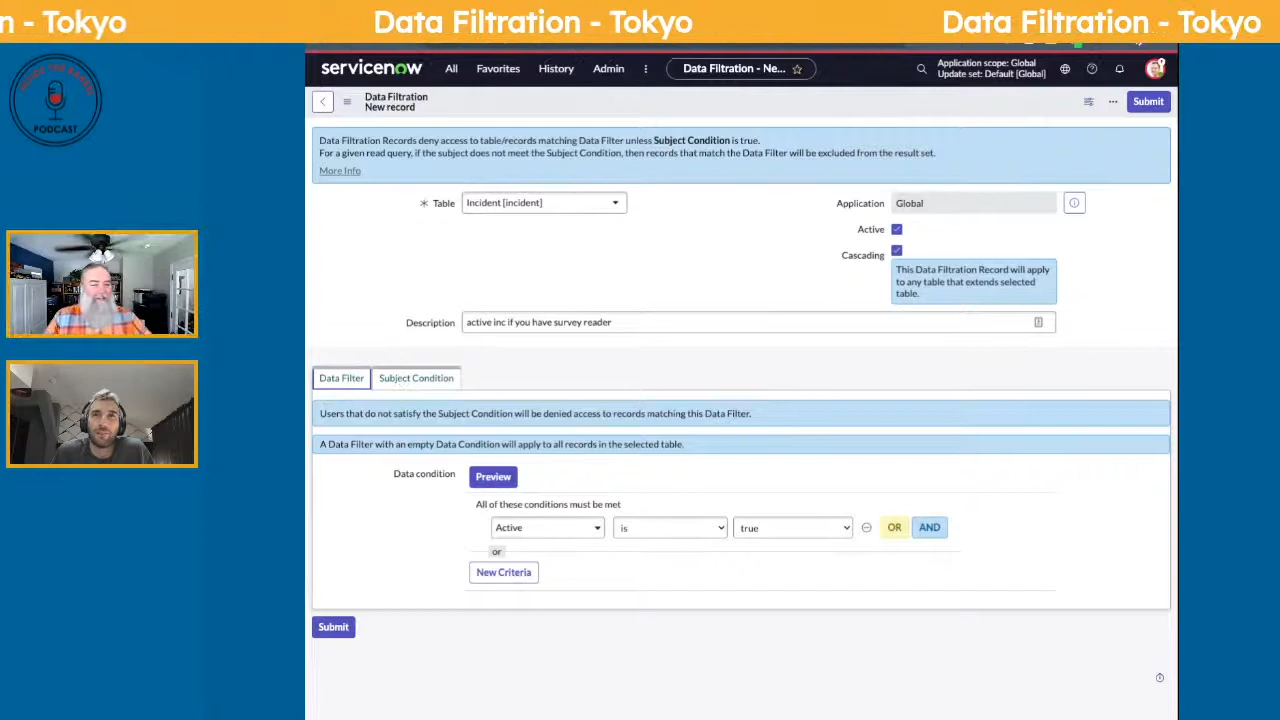 n - Tokyo
Data Filtration - Tokyo
Data Filtration - Tokyo
PODCAST
servicenow
All
Favorites
History
Admin
Data Filtration - Ne...
Application scope: Global
Update set: Default [Global]
Data Filtration
New record
Submit
Data Filtration Records deny access to table/records matching Data Filter unless Subject Condition is true.
For a given read query, if the subject does not meet the Subject Condition, then records that match the Data Filter will be excluded from the result set.
More Info
Table
Incident [incident]
Application
Global
Active
Cascading
This Data Filtration Record will apply
to any table that extends selected
table.
Description
active inc if you have survey reader
Data Filter
Subject Condition
Users that do not satisfy the Subject Condition will be denied access to records matching this Data Filter.
A Data Filter with an empty Data Condition will apply to all records in the selected table.
Data condition
Preview
All of these conditions must be met
Active
is
true
OR
AND
or
New Criteria
Submit